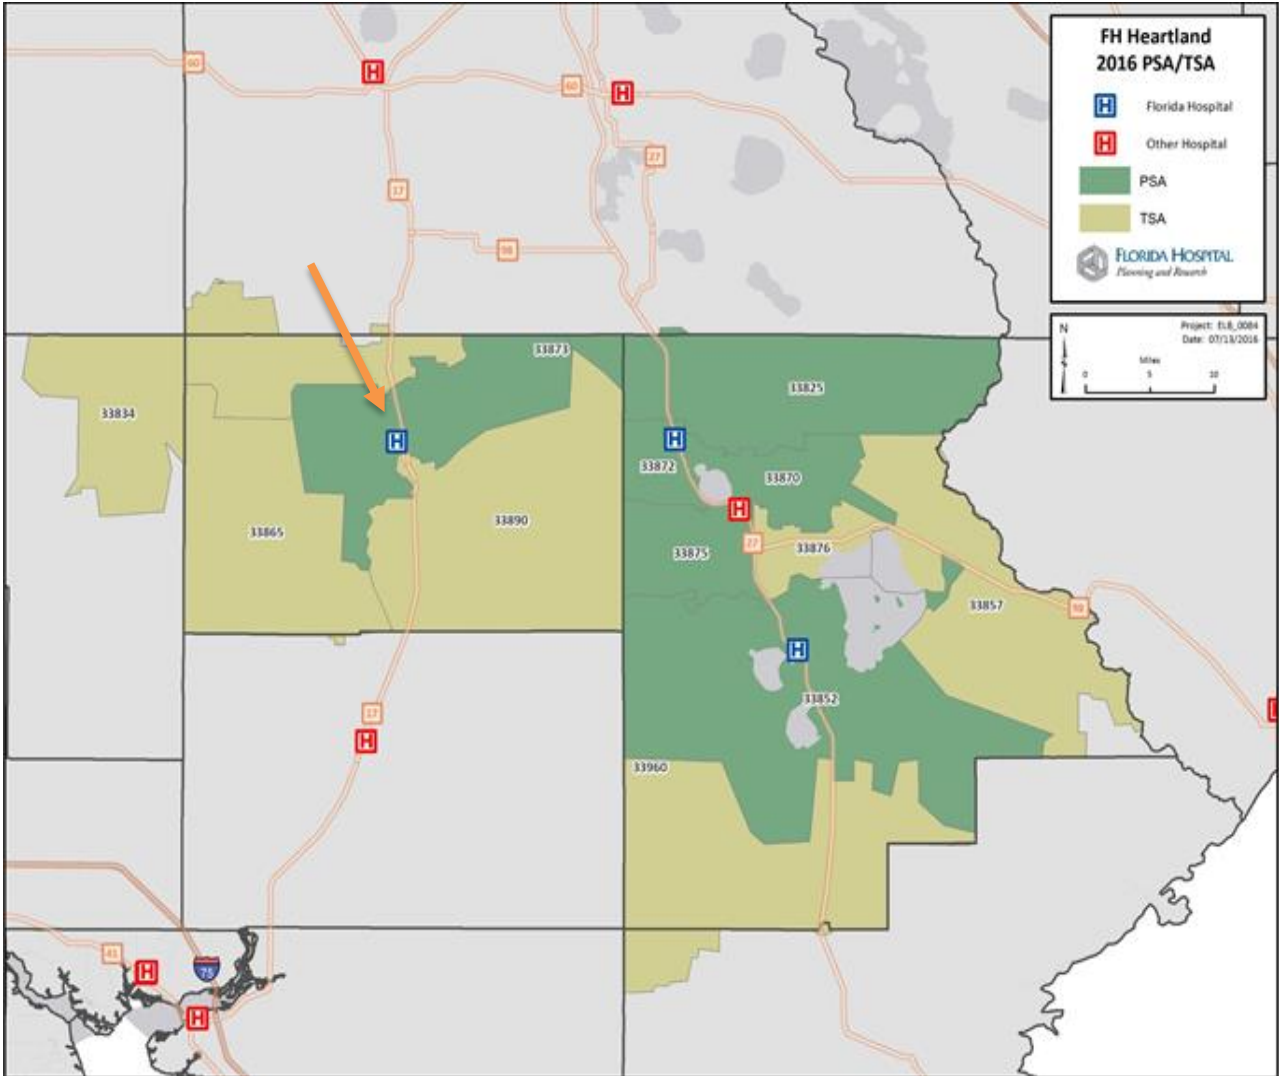 FH Heartland
2016 PSA/TSA
H Florida Hospital
H Other Hospital
PSA
TSA
FLORIDA HOSPITAL
Planning and Research
N
Project: ELB_0084
Date: 07/13/2016
Miles
0 5 10
60
H
60
H
27
17
98
33873
33825
33834
H
H
33872
33870
H
33865
33890
27
33875
33876
98
33857
H
33852
17
H
33960
41
H
75
H